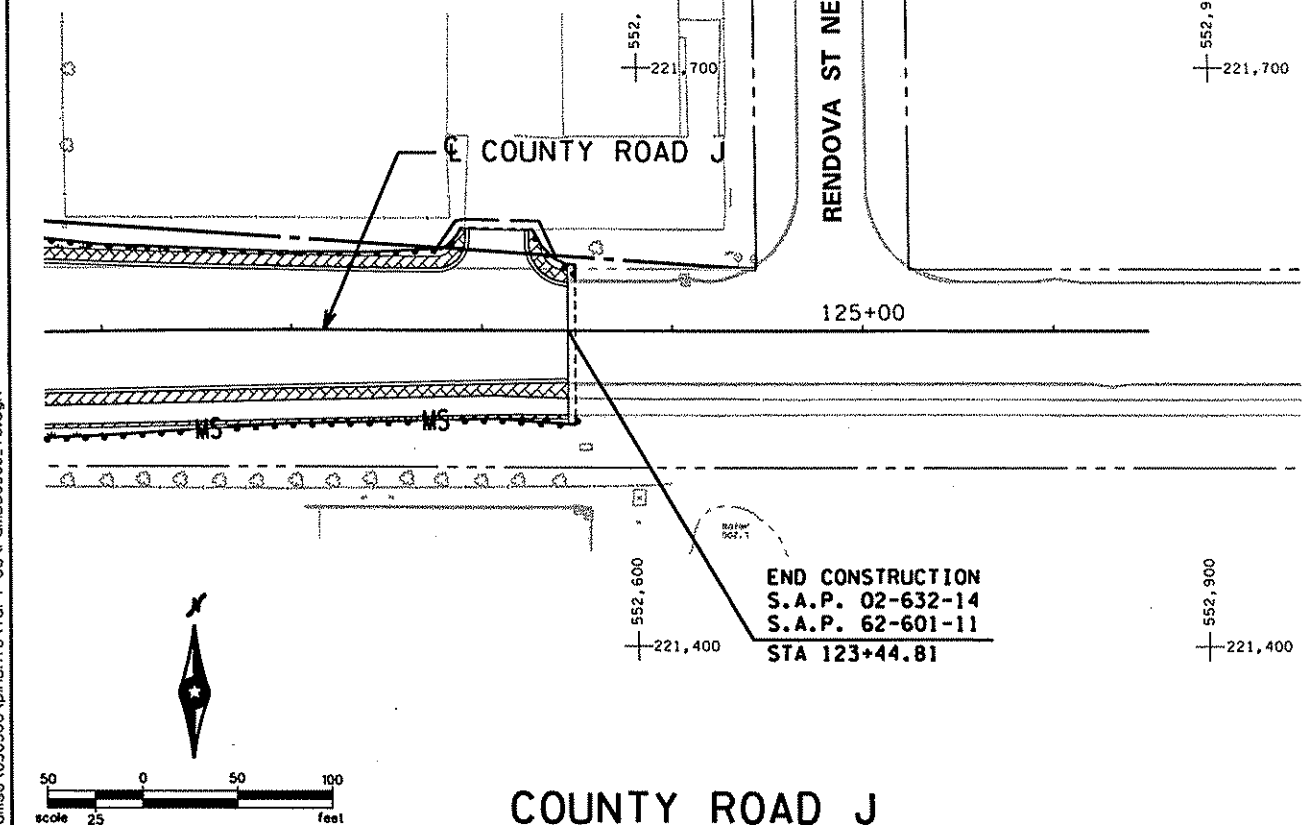 552,
221,700
RENDOVA ST NE
552,9
221,700
℄ COUNTY ROAD J
125+00
MS
MS
END CONSTRUCTION
S.A.P. 02-632-14
S.A.P. 62-601-11
STA 123+44.81
552,600
221,400
552,900
221,400
N
50 0 50 100
scale 25 feet
COUNTY ROAD J